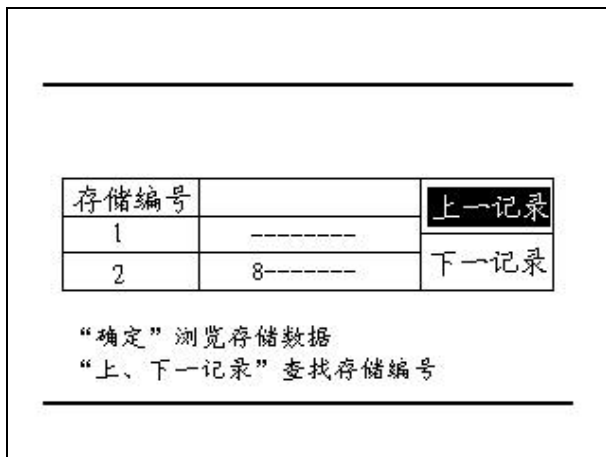 存储编号 上一记录
1 --------
2 8------- 下一记录
“确定”浏览存储数据
“上、下一记录”查找存储编号